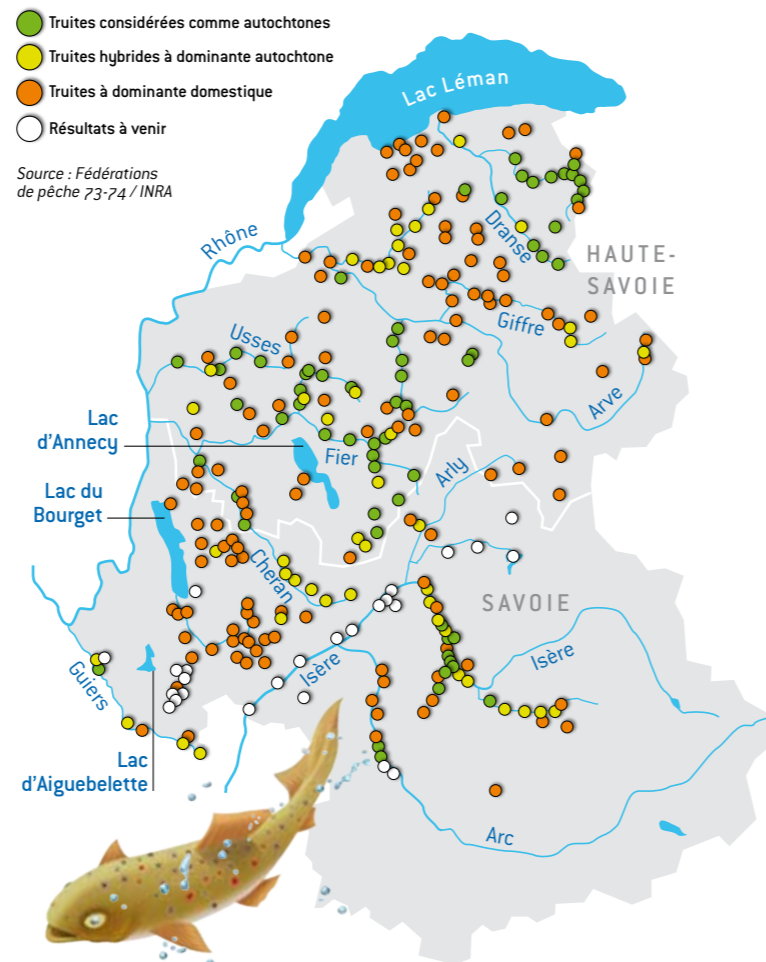 Truites considérées comme autochtones
Truites hybrides à dominante autochtone
Truites à dominante domestique
Résultats à venir
Source : Fédérations
de pêche 73-74 / INRA
Lac Léman
Rhône
Dranse
HAUTE-
SAVOIE
Giffre
Usses
Arve
Lac
d'Annecy
Fier
Arly
Lac du
Bourget
Cheran
SAVOIE
Isère
Isère
Guiers
Lac
d'Aiguebelette
Arc